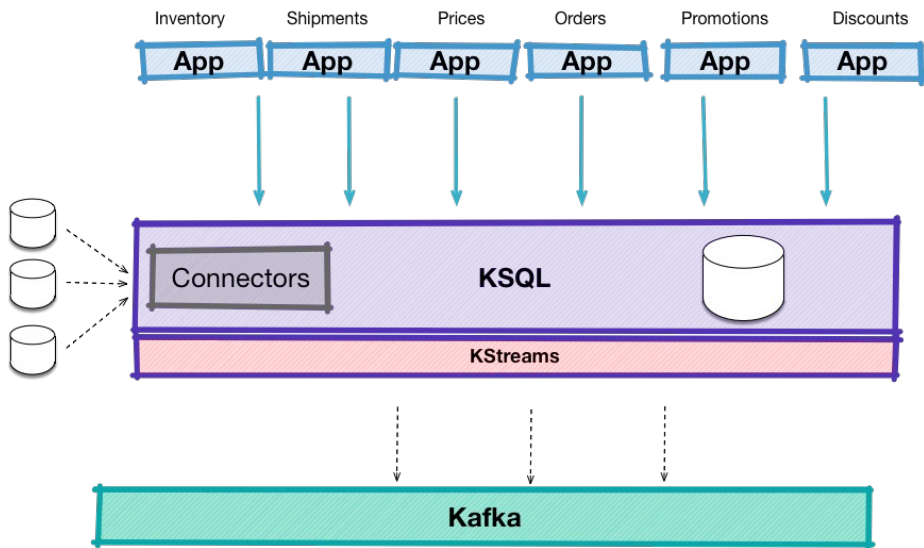 Inventory Shipments Prices Orders Promotions Discounts
App App App App App App
Connectors KSQL
KStreams
Kafka